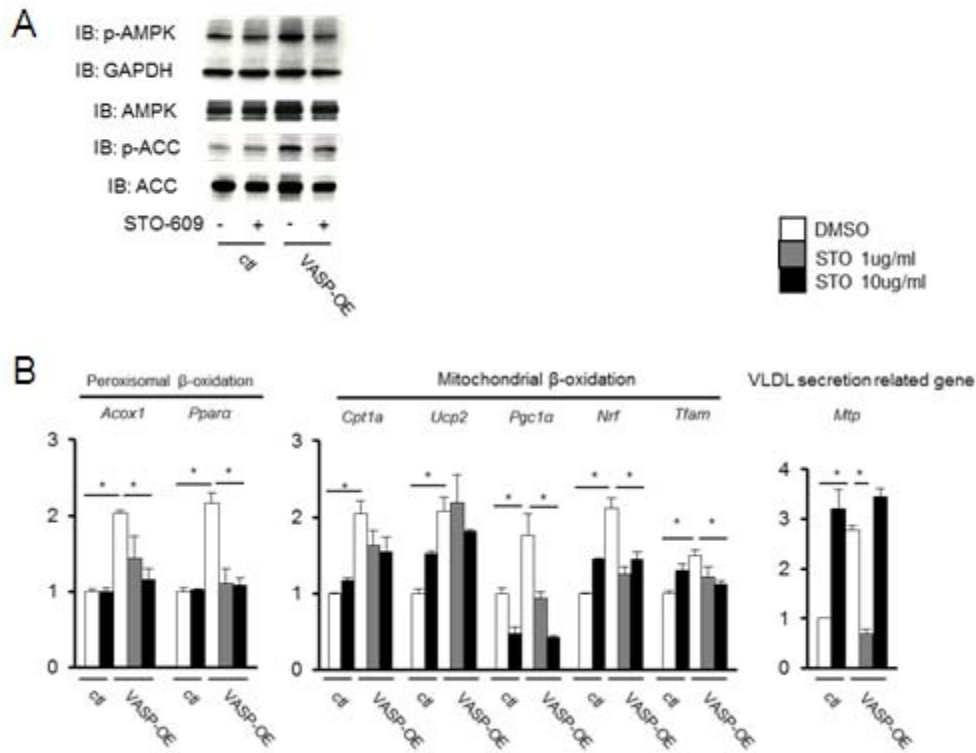 A
IB: p-AMPK
IB: GAPDH
IB: AMPK
IB: p-ACC
IB: ACC
STO-609 - + - +
ctl VASP-OE
DMSO
STO 1ug/ml
STO 10ug/ml
B
Peroxisomal β-oxidation Mitochondrial β-oxidation VLDL secretion related gene
Acox1 Pparα Cpt1a Ucp2 Pgc1α Nrf Tfam Mtp
3 3 4
* * * * * * * * * * * * *
2 2 3
1 1 2
0 0 1
0
ctl VASP-OE ctl VASP-OE ctl VASP-OE ctl VASP-OE ctl VASP-OE ctl VASP-OE ctl VASP-OE ctl VASP-OE